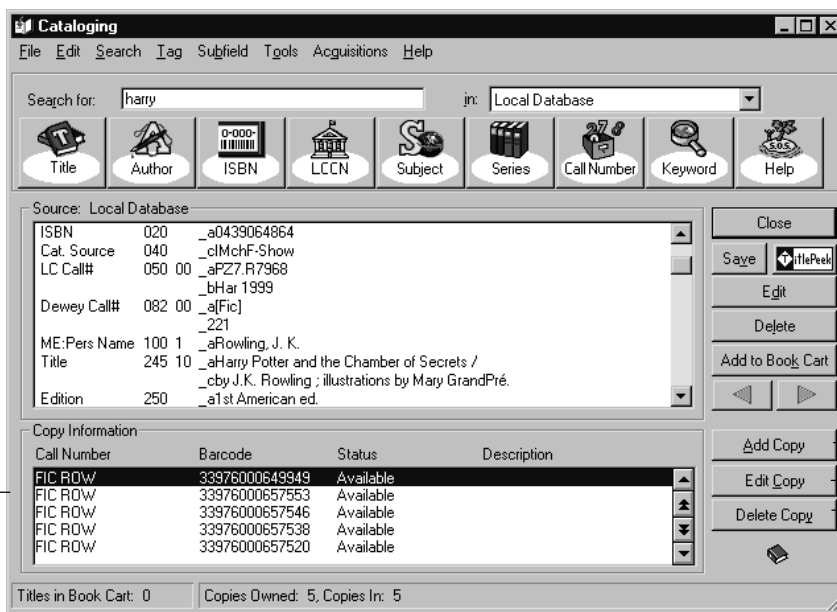 Cataloging
File Edit Search Tag Subfield Tools Acquisitions Help
Search for: harry in: Local Database
Title Author 0-000- ISBN LCCN Subject Series Call Number Keyword S.O.S. Help
Source: Local Database
ISBN 020 _a0439064864
Cat. Source 040 _cIMchF-Show
LC Call# 050 00 _aPZ7.R7968
_bHar 1999
Dewey Call# 082 00 _a[Fic]
_221
ME:Pers Name 100 1 _aRowling, J. K.
Title 245 10 _aHarry Potter and the Chamber of Secrets /
_cby J.K. Rowling ; illustrations by Mary GrandPré.
Edition 250 _a1st American ed.
Close
Save TitlePeek
Edit
Delete
Add to Book Cart
Copy Information
Call Number Barcode Status Description
FIC ROW 33976000649949 Available
FIC ROW 33976000657553 Available
FIC ROW 33976000657546 Available
FIC ROW 33976000657538 Available
FIC ROW 33976000657520 Available
Add Copy
Edit Copy
Delete Copy
Titles in Book Cart: 0 Copies Owned: 5, Copies In: 5